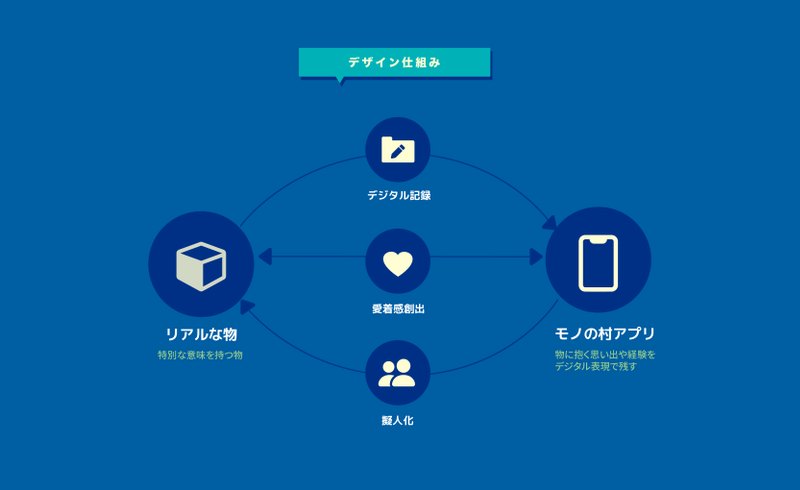 デザイン仕組み
デジタル記録
愛着感創出
リアルな物
特別な意味を持つ物
モノの村アプリ
物に抱く思い出や経験を
デジタル表現で残す
擬人化